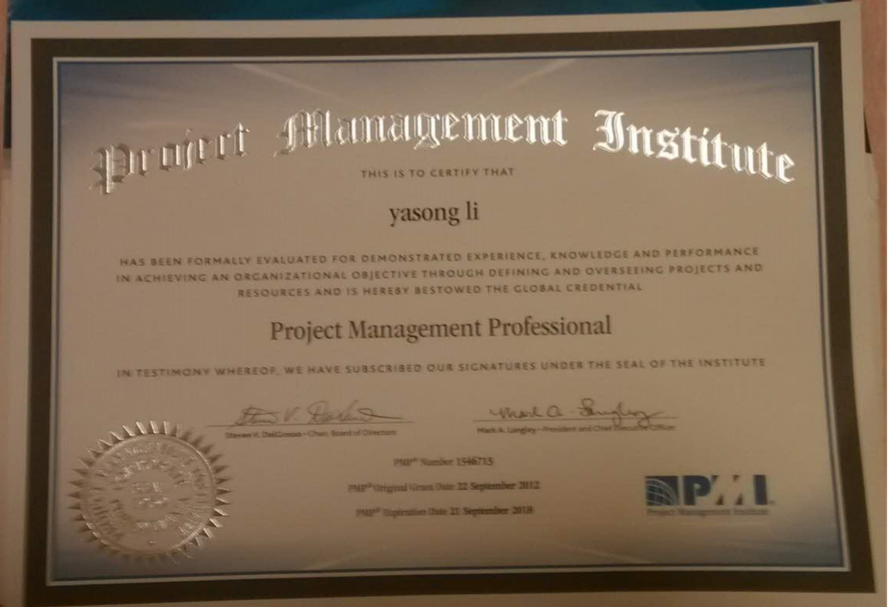 Project Management Institute
THIS IS TO CERTIFY THAT
yasong li
HAS BEEN FORMALLY EVALUATED FOR DEMONSTRATED EXPERIENCE, KNOWLEDGE AND PERFORMANCE
IN ACHIEVING AN ORGANIZATIONAL OBJECTIVE THROUGH DEFINING AND OVERSEEING PROJECTS AND
RESOURCES AND IS HEREBY BESTOWED THE GLOBAL CREDENTIAL
Project Management Professional
IN TESTIMONY WHEREOF, WE HAVE SUBSCRIBED OUR SIGNATURES UNDER THE SEAL OF THE INSTITUTE
Steven V. DelGrosso • Chair, Board of Directors
Mark A. Langley • President and Chief Executive Officer
PMP® Number 1546715
PMP® Original Grant Date 22 September 2012
PMP® Expiration Date 21 September 2018
PMI
Project Management Institute